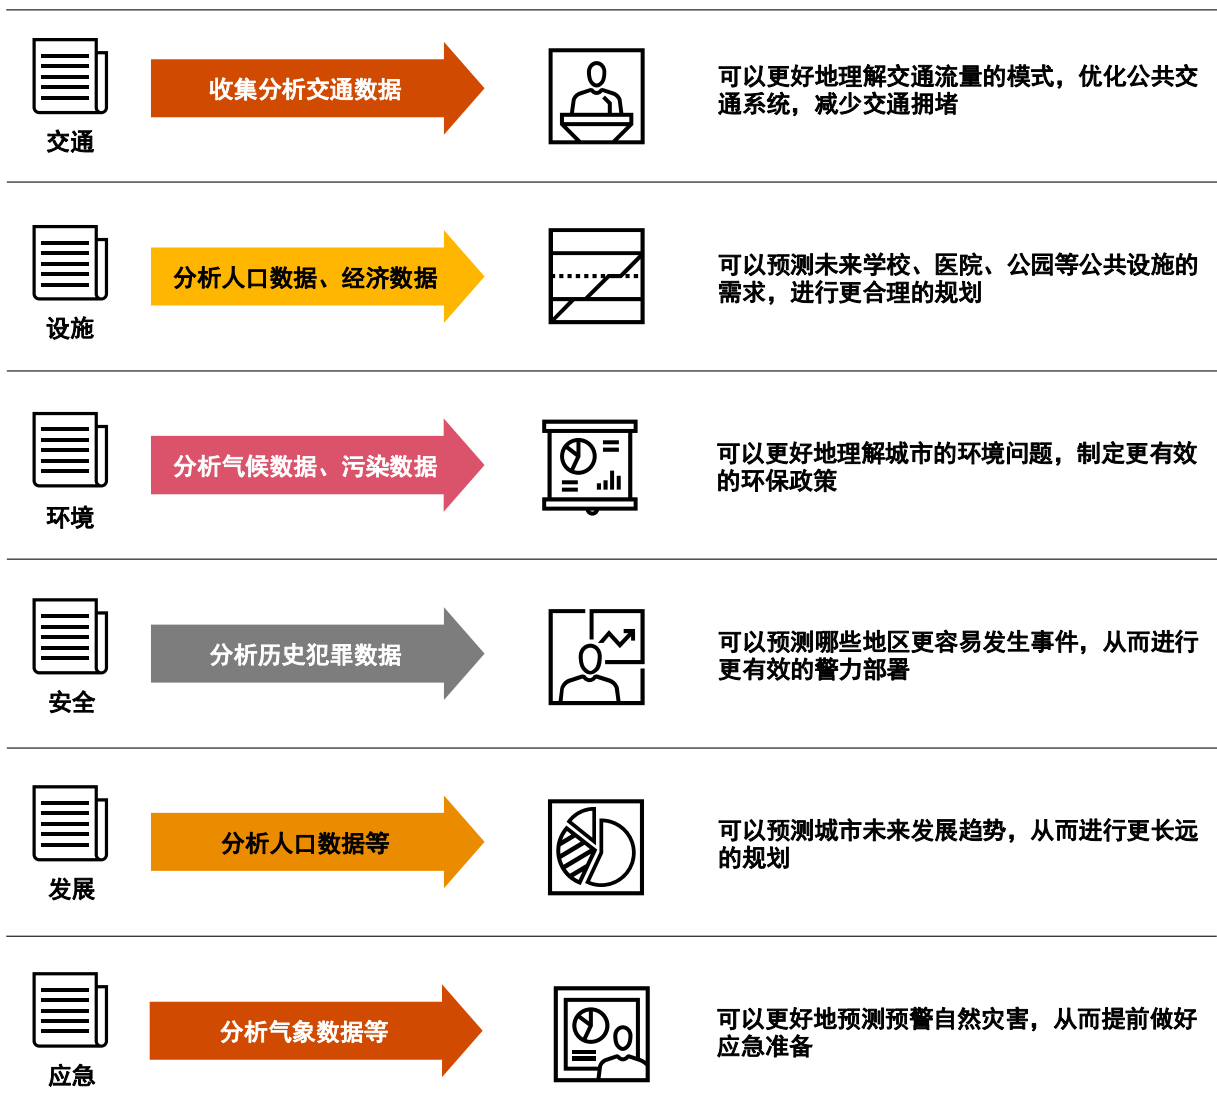 交通
收集分析交通数据
可以更好地理解交通流量的模式，优化公共交
通系统，减少交通拥堵
设施
分析人口数据、经济数据
可以预测未来学校、医院、公园等公共设施的
需求，进行更合理的规划
环境
分析气候数据、污染数据
可以更好地理解城市的环境问题，制定更有效
的环保政策
安全
分析历史犯罪数据
可以预测哪些地区更容易发生事件，从而进行
更有效的警力部署
发展
分析人口数据等
可以预测城市未来发展趋势，从而进行更长远
的规划
应急
分析气象数据等
可以更好地预测预警自然灾害，从而提前做好
应急准备